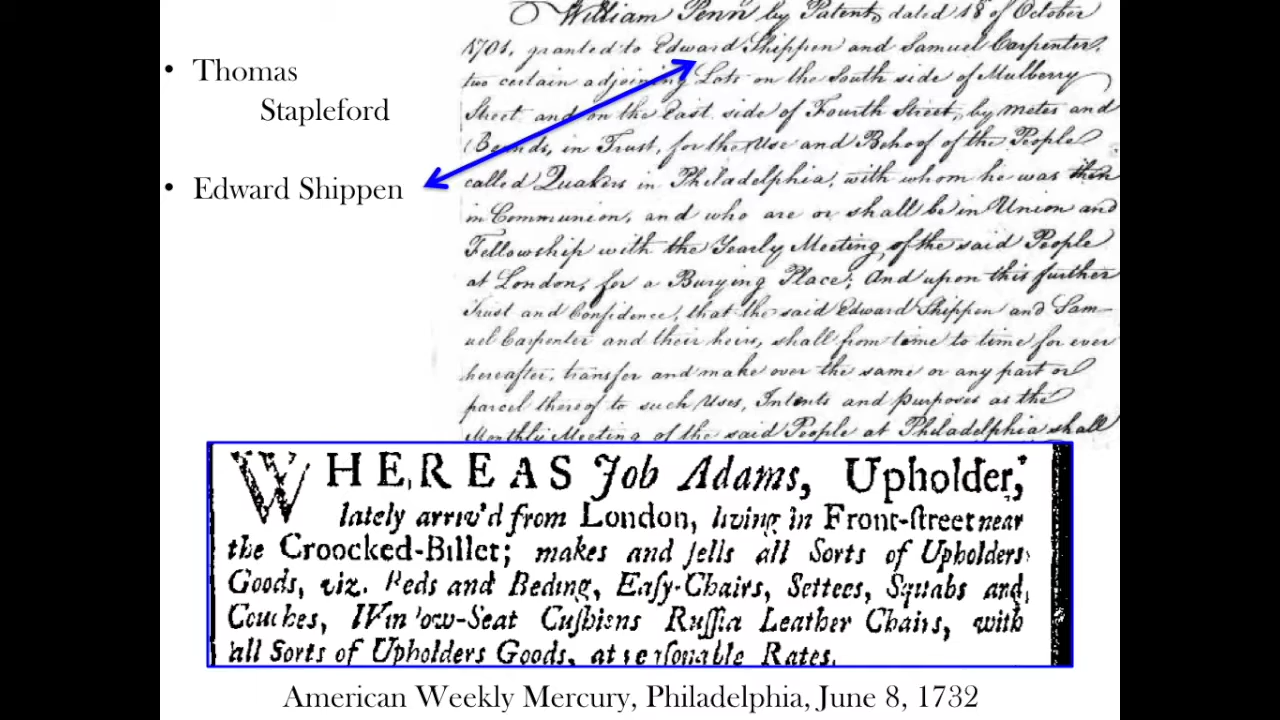 • Thomas
Stapleford
• Edward Shippen
William Penn by Patent, dated 18 of October
1701, granted to Edward Shippen and Samuel Carpenter,
two certain adjoining Lots on the South side of Mulberry
Street and on the East side of Fourth Street, by metes and
Bounds, in Trust, for the Use and Behoof of the People
called Quakers in Philadelphia, with whom he was then
in Communion, and who are or shall be in Union and
Fellowship with the Yearly Meeting of the said People
at London, for a Burying Place; And upon this further
Trust and Confidence, that the said Edward Shippen and Sam-
uel Carpenter and their heirs, shall from time to time for ever
hereafter, transfer and make over the same or any part or
parcel thereof to such Uses, Intents and Purposes as the
Monthly Meeting of the said People at Philadelphia shall
WHEREAS Job Adams, Upholder,
lately arriv'd from London, living in Front-ſtreet near
the Croocked-Billet; makes and ſells all Sorts of Upholders
Goods, viz. Beds and Beding, Eaſy-Chairs, Settees, Squabs and
Couches, Window-Seat Cuſhions Ruſſia Leather Chairs, with
all Sorts of Upholders Goods, at reaſonable Rates.
American Weekly Mercury, Philadelphia, June 8, 1732